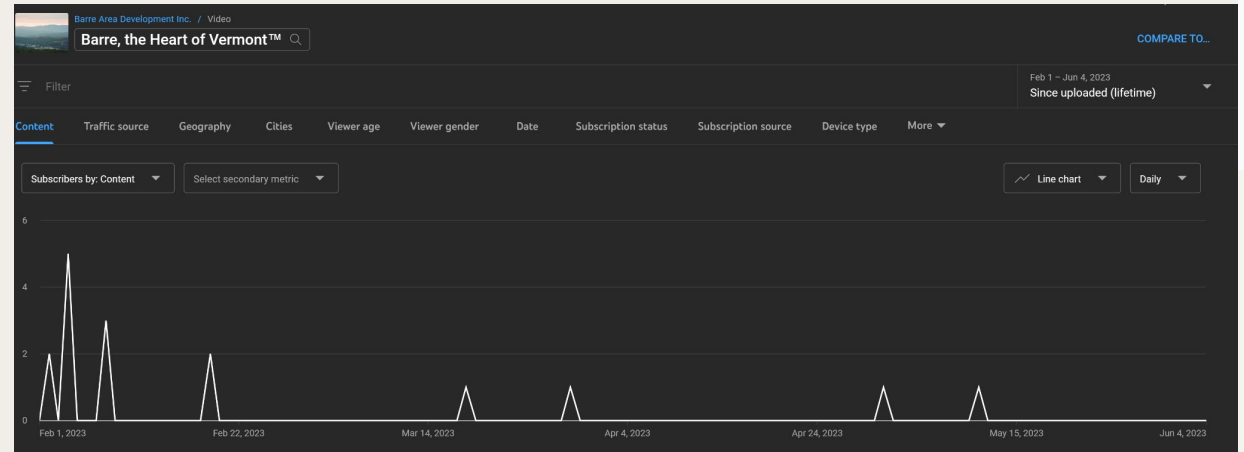 Barre Area Development Inc. / Video
Barre, the Heart of Vermont™
COMPARE TO...
Filter
Feb 1 – Jun 4, 2023
Since uploaded (lifetime)
Content Traffic source Geography Cities Viewer age Viewer gender Date Subscription status Subscription source Device type More
Subscribers by: Content Select secondary metric Line chart Daily
6
4
2
0
Feb 1, 2023 Feb 22, 2023 Mar 14, 2023 Apr 4, 2023 Apr 24, 2023 May 15, 2023 Jun 4, 2023